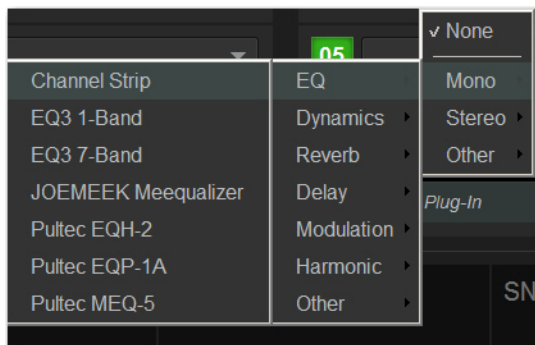 ✓ None
05
Channel Strip EQ Mono
EQ3 1-Band Dynamics Stereo
EQ3 7-Band Reverb Other
JOEMEEK Meequalizer Delay Plug-In
Pultec EQH-2 Modulation
Pultec EQP-1A Harmonic
Pultec MEQ-5 Other SN